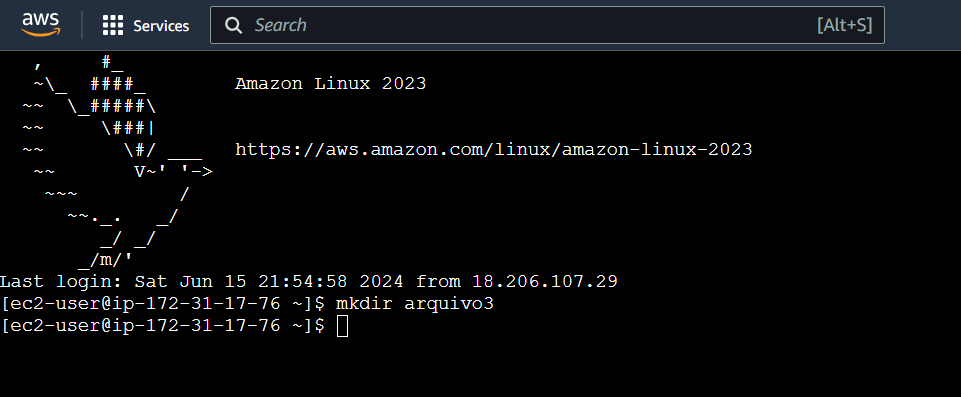 aws Services Search [Alt+S]
   ,     #_
   ~\_  ####_        Amazon Linux 2023
  ~~  \_#####\
  ~~     \###|
  ~~       \#/ ___   https://aws.amazon.com/linux/amazon-linux-2023
   ~~       V~' '->
    ~~~         /
      ~~._.   _/
         _/ _/
       _/m/'
Last login: Sat Jun 15 21:54:58 2024 from 18.206.107.29
[ec2-user@ip-172-31-17-76 ~]$ mkdir arquivo3
[ec2-user@ip-172-31-17-76 ~]$